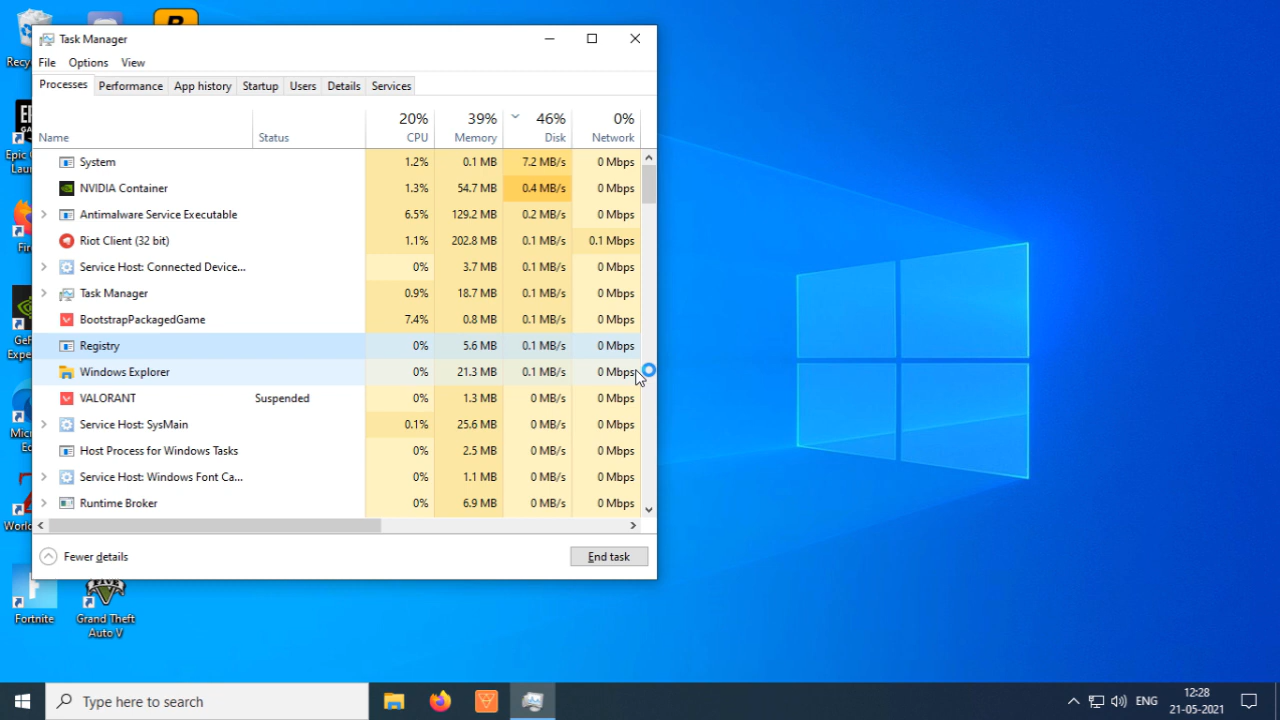 Recy
Epic
Lau
Fire
GeF
Expe
Micr
Ed
World
Fortnite
Grand Theft
Auto V
Task Manager
File Options View
Processes Performance App history Startup Users Details Services
20% 39% 46% 0%
Name Status CPU Memory Disk Network
System 1.2% 0.1 MB 7.2 MB/s 0 Mbps
NVIDIA Container 1.3% 54.7 MB 0.4 MB/s 0 Mbps
Antimalware Service Executable 6.5% 129.2 MB 0.2 MB/s 0 Mbps
Riot Client (32 bit) 1.1% 202.8 MB 0.1 MB/s 0.1 Mbps
Service Host: Connected Device... 0% 3.7 MB 0.1 MB/s 0 Mbps
Task Manager 0.9% 18.7 MB 0.1 MB/s 0 Mbps
BootstrapPackagedGame 7.4% 0.8 MB 0.1 MB/s 0 Mbps
Registry 0% 5.6 MB 0.1 MB/s 0 Mbps
Windows Explorer 0% 21.3 MB 0.1 MB/s 0 Mbps
VALORANT Suspended 0% 1.3 MB 0 MB/s 0 Mbps
Service Host: SysMain 0.1% 25.6 MB 0 MB/s 0 Mbps
Host Process for Windows Tasks 0% 2.5 MB 0 MB/s 0 Mbps
Service Host: Windows Font Ca... 0% 1.1 MB 0 MB/s 0 Mbps
Runtime Broker 0% 6.9 MB 0 MB/s 0 Mbps
Fewer details End task
Type here to search
ENG
12:28
21-05-2021